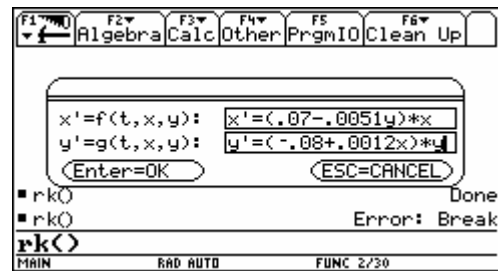 F1 F2 F3 F4 F5 F6
Algebra Calc Other PrgmIO Clean Up
x'=f(t,x,y): x'=(.07-.0051y)*x
y'=g(t,x,y): y'=(-.08+.0012x)*y
Enter=OK ESC=CANCEL
rk() Done
rk() Error: Break
rk()
MAIN RAD AUTO FUNC 2/30